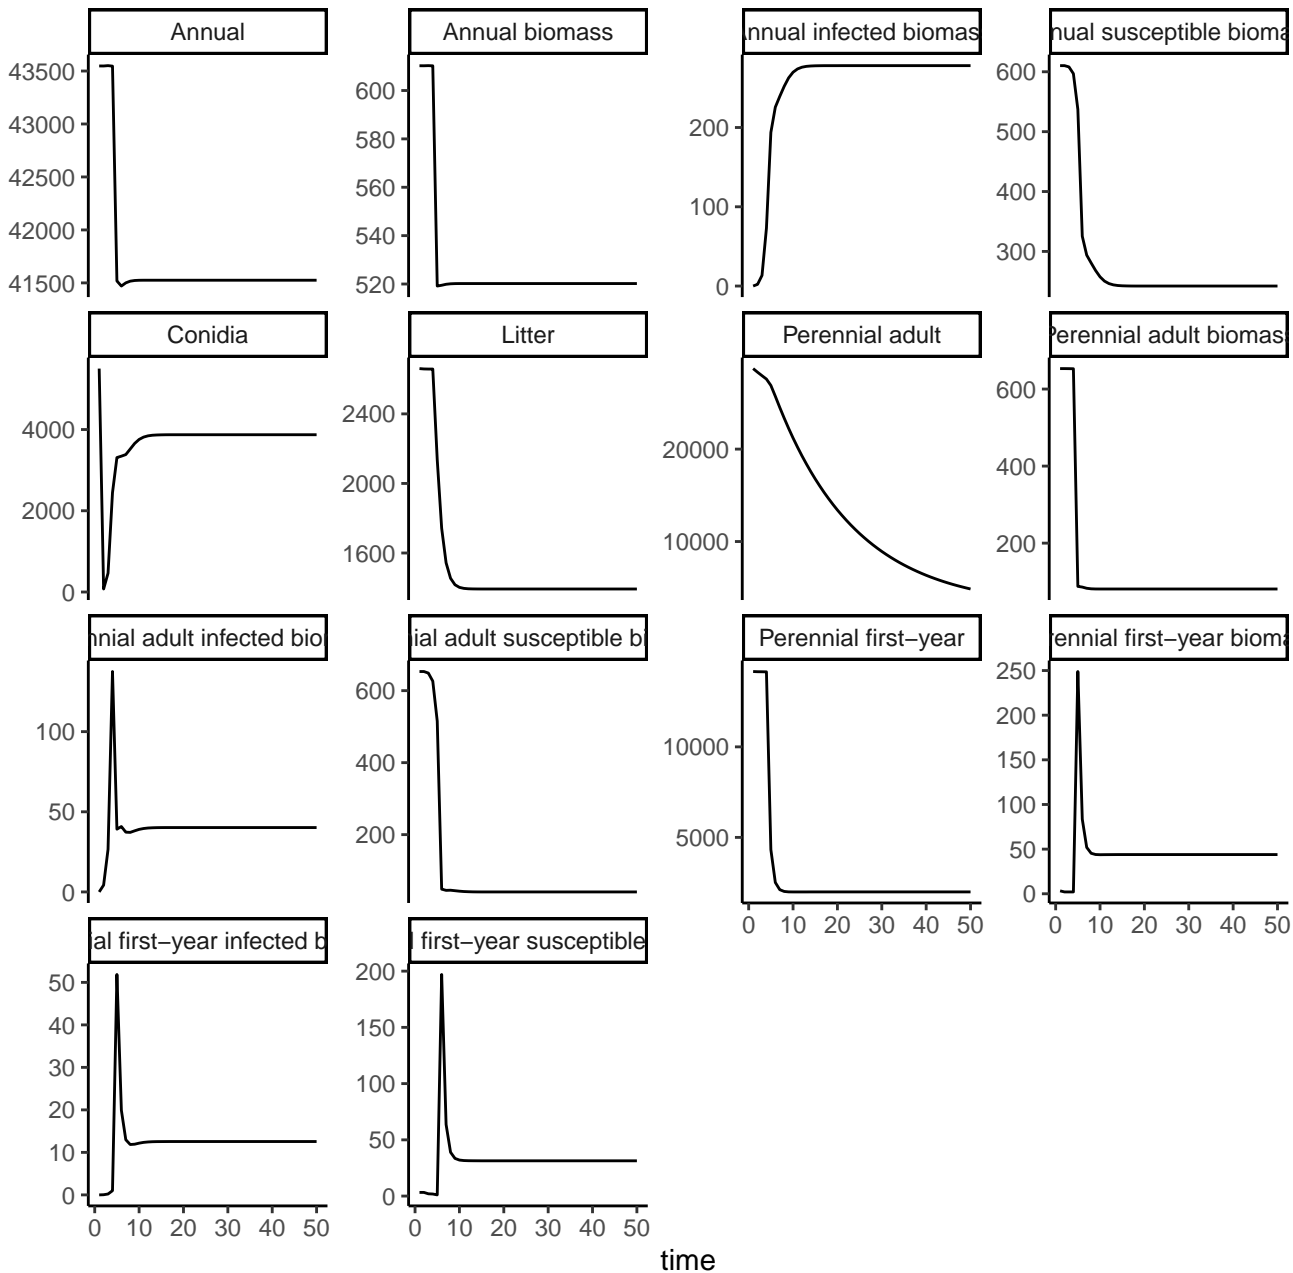 Annual
Annual biomass
Annual infected biomas
nual susceptible bioma
43500
43000
42500
42000
41500
600
580
560
540
520
200
100
0
600
500
400
300
Conidia
Litter
Perennial adult
Perennial adult biomas
4000
2000
0
2400
2000
1600
20000
10000
600
400
200
nnial adult infected bior
nial adult susceptible bi
Perennial first−year
rennial first−year bioma
100
50
0
600
400
200
10000
5000
250
200
150
100
50
0
0 10 20 30 40 50
0 10 20 30 40 50
ial first−year infected b
l first−year susceptible
50
40
30
20
10
0
200
150
100
50
0
0 10 20 30 40 50
0 10 20 30 40 50
time